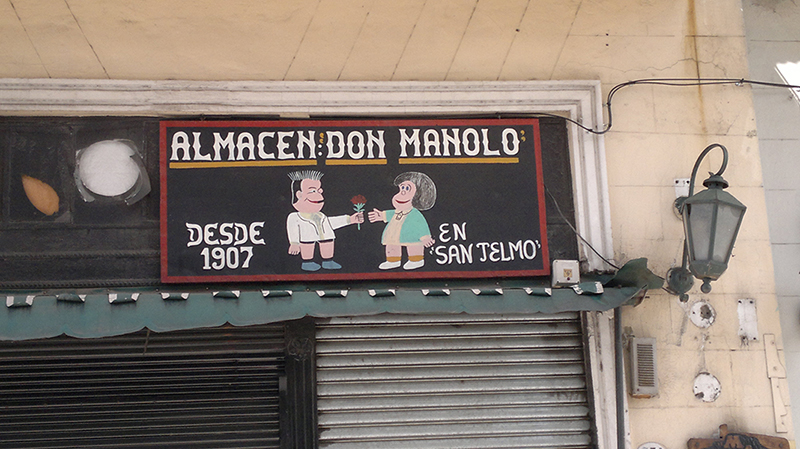 ALMACEN: "DON MANOLO"
DESDE
1907
EN
"SAN TELMO"